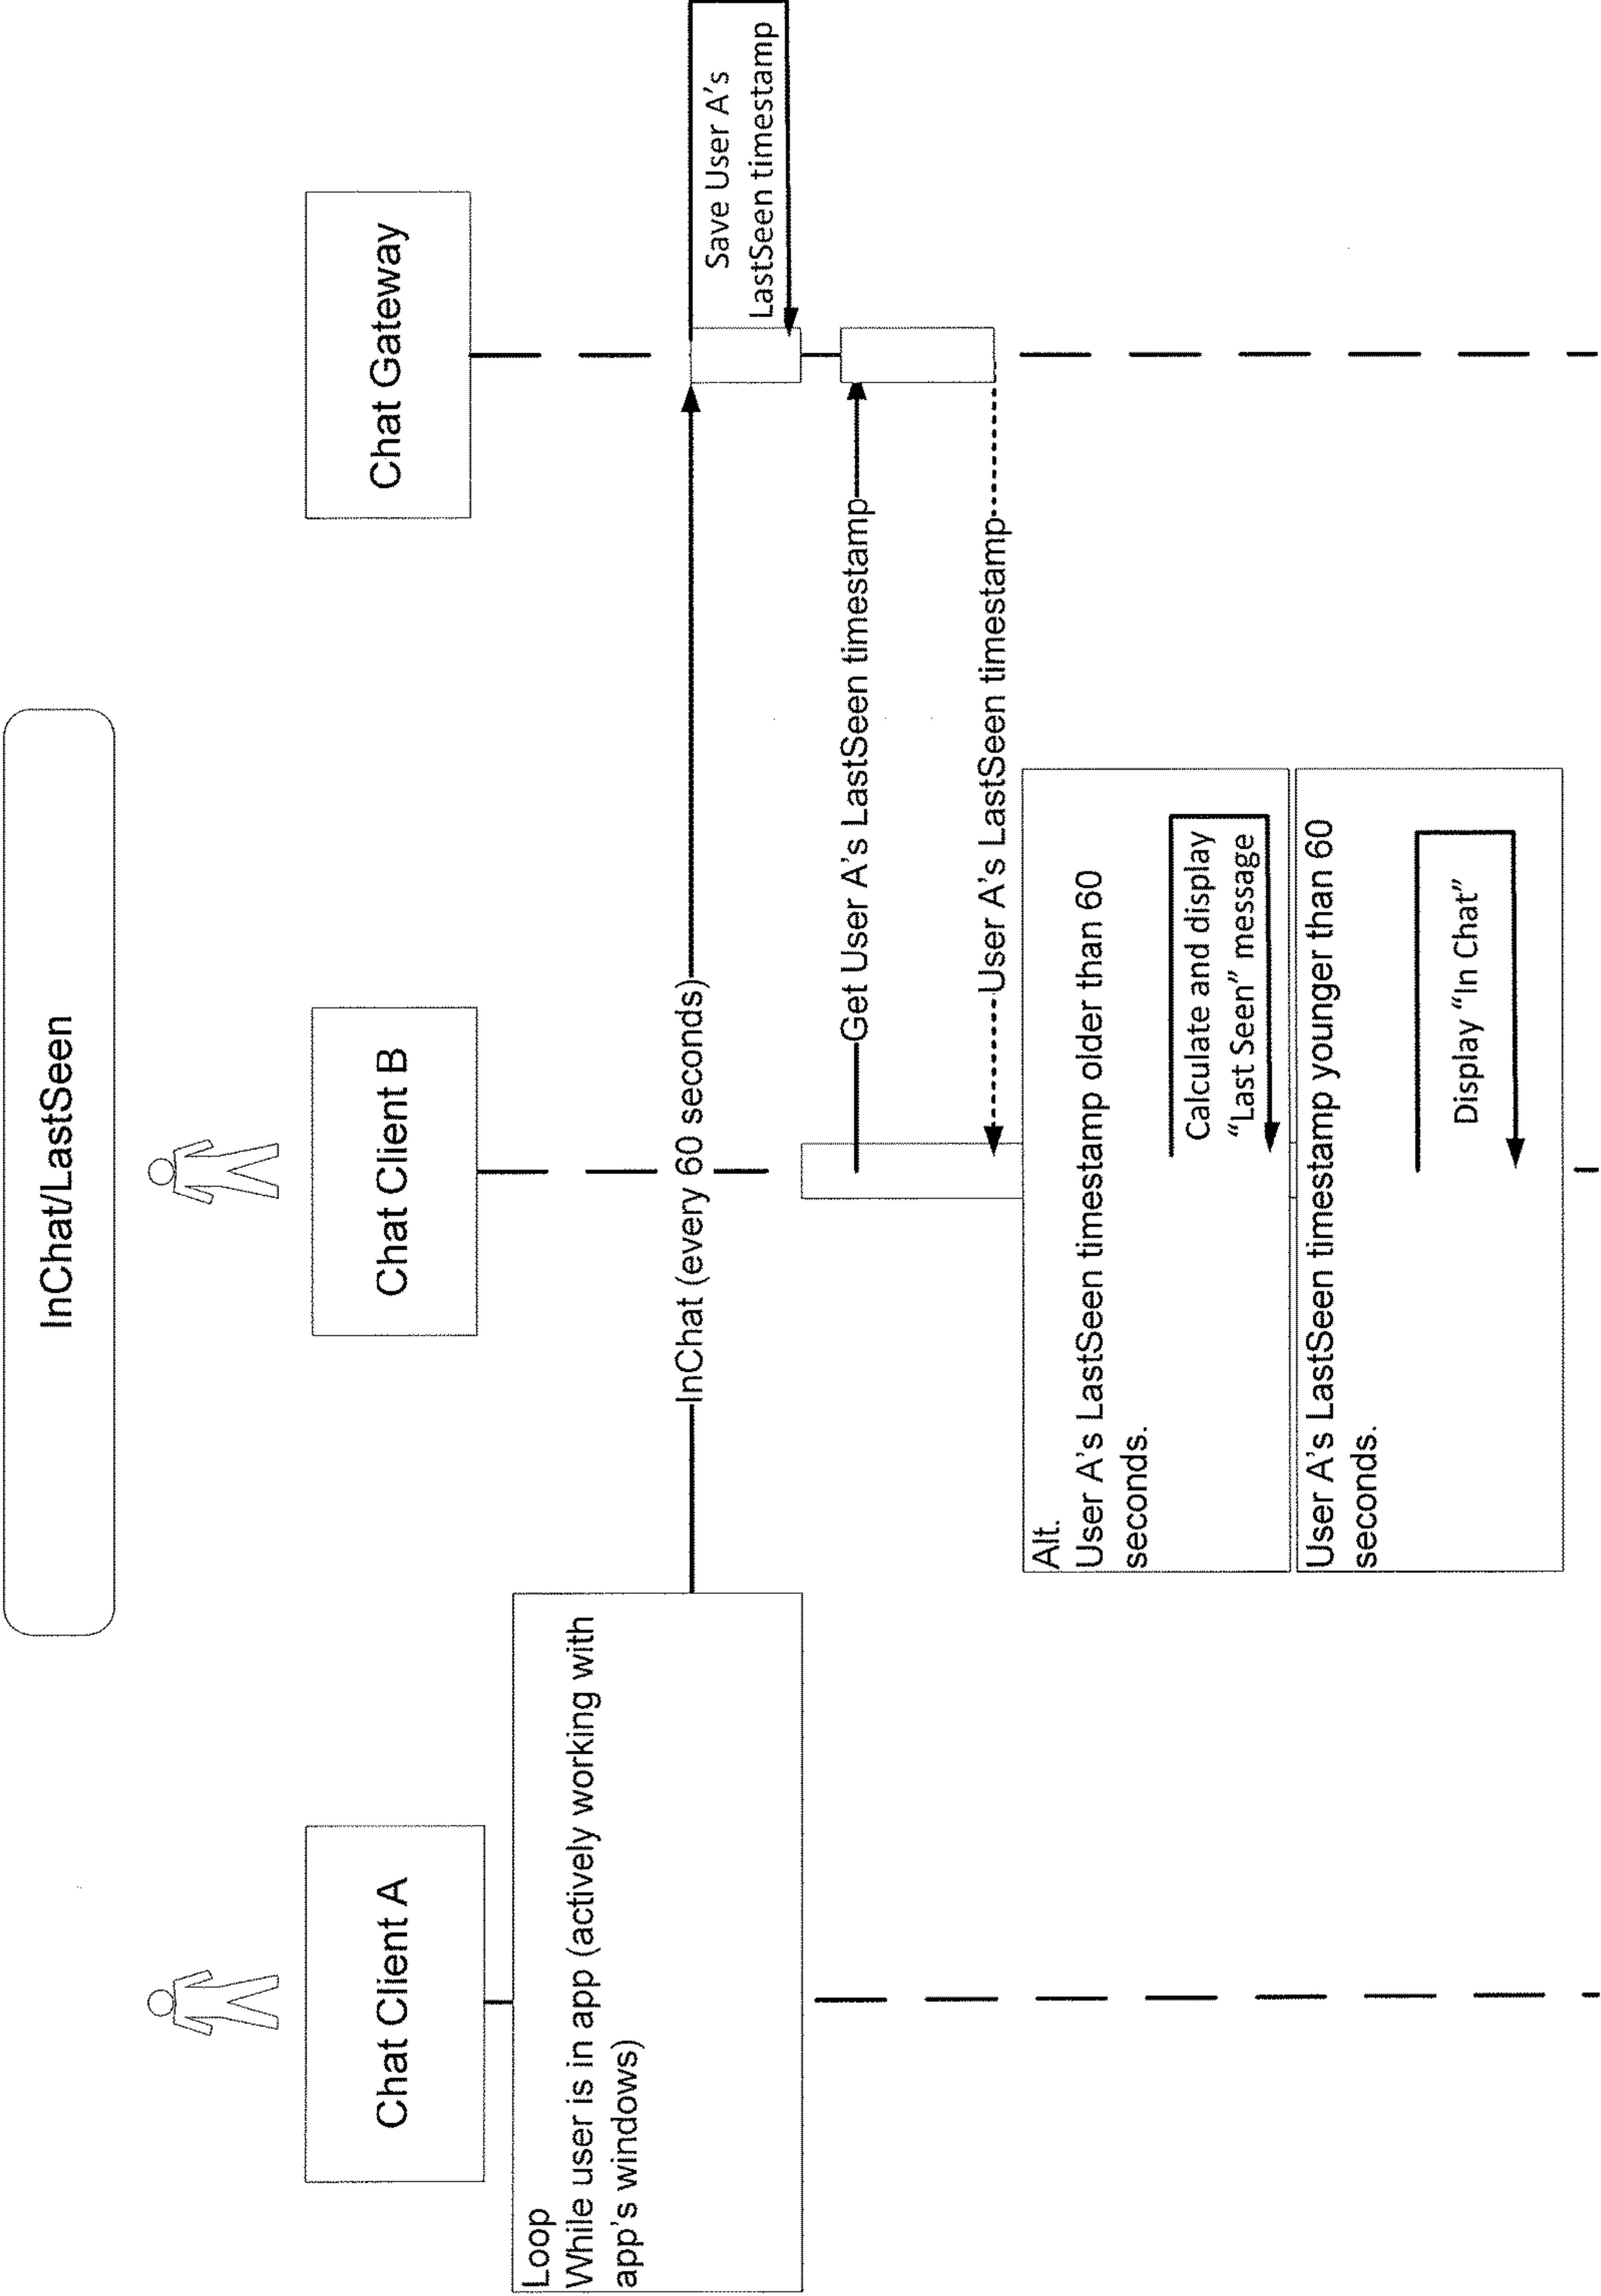 InChat/LastSeen
Chat Client A
Chat Client B
Chat Gateway
Loop
While user is in app (actively working with
app's windows)
InChat (every 60 seconds)
Save User A's
LastSeen timestamp
Get User A's LastSeen timestamp
User A's LastSeen timestamp
Alt.
User A's LastSeen timestamp older than 60
seconds.
Calculate and display
“Last Seen” message
User A's LastSeen timestamp younger than 60
seconds.
Display “In Chat”